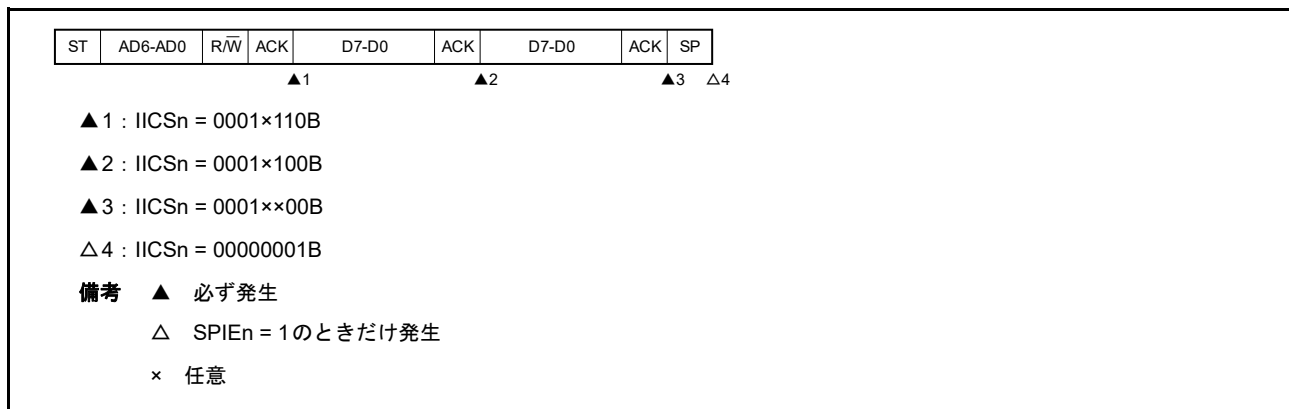 ST AD6-AD0 R/W̅ ACK D7-D0 ACK D7-D0 ACK SP
▲1 ▲2 ▲3 △4
▲1：IICSn = 0001×110B
▲2：IICSn = 0001×100B
▲3：IICSn = 0001××00B
△4：IICSn = 00000001B
備考 ▲ 必ず発生
△ SPIEn = 1のときだけ発生
× 任意